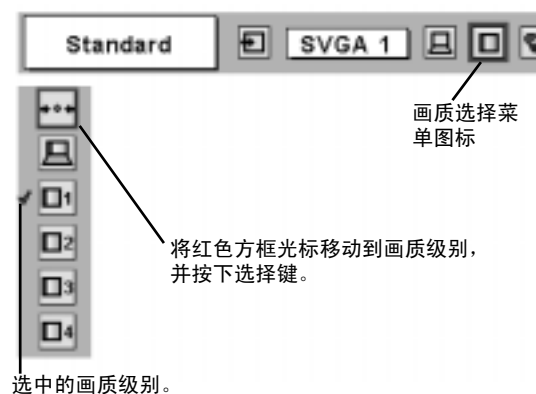 Standard
SVGA 1
画质选择菜
单图标
1
2
3
4
将红色方框光标移动到画质级别，
并按下选择键。
选中的画质级别。